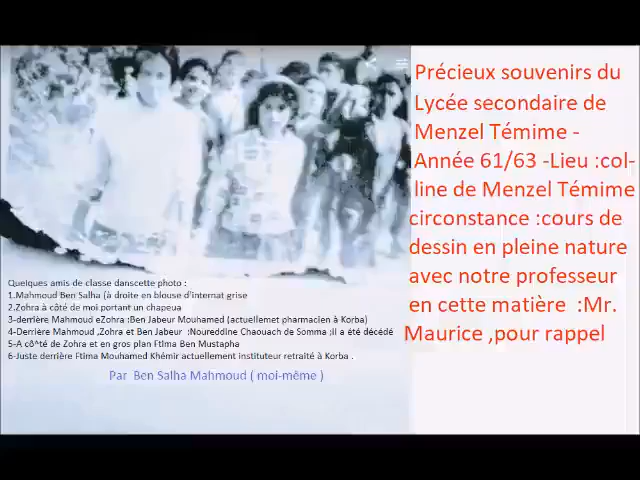 Précieux souvenirs du
Lycée secondaire de
Menzel Témime -
Année 61/63 -Lieu :col-
line de Menzel Témime
circonstance :cours de
dessin en pleine nature
avec notre professeur
en cette matière :Mr.
Maurice ,pour rappel
Quelques amis de classe danscette photo :
1.Mahmoud Ben Salha (à droite en blouse d'internat grise
2.Zohra à côté de moi portant un chapeua
3-derrière Mahmoud eZohra :Ben Jabeur Mouhamed (actuellemet pharmacien à Korba)
4-Derrière Mahmoud ,Zohra et Ben Jabeur :Noureddine Chaouach de Somma ;il a été décédé
5-A cô^té de Zohra et en gros plan Ftima Ben Mustapha
6-Juste derrière Ftima Mouhamed Khémir actuellement instituteur retraité à Korba .
Par Ben Salha Mahmoud ( moi-même )